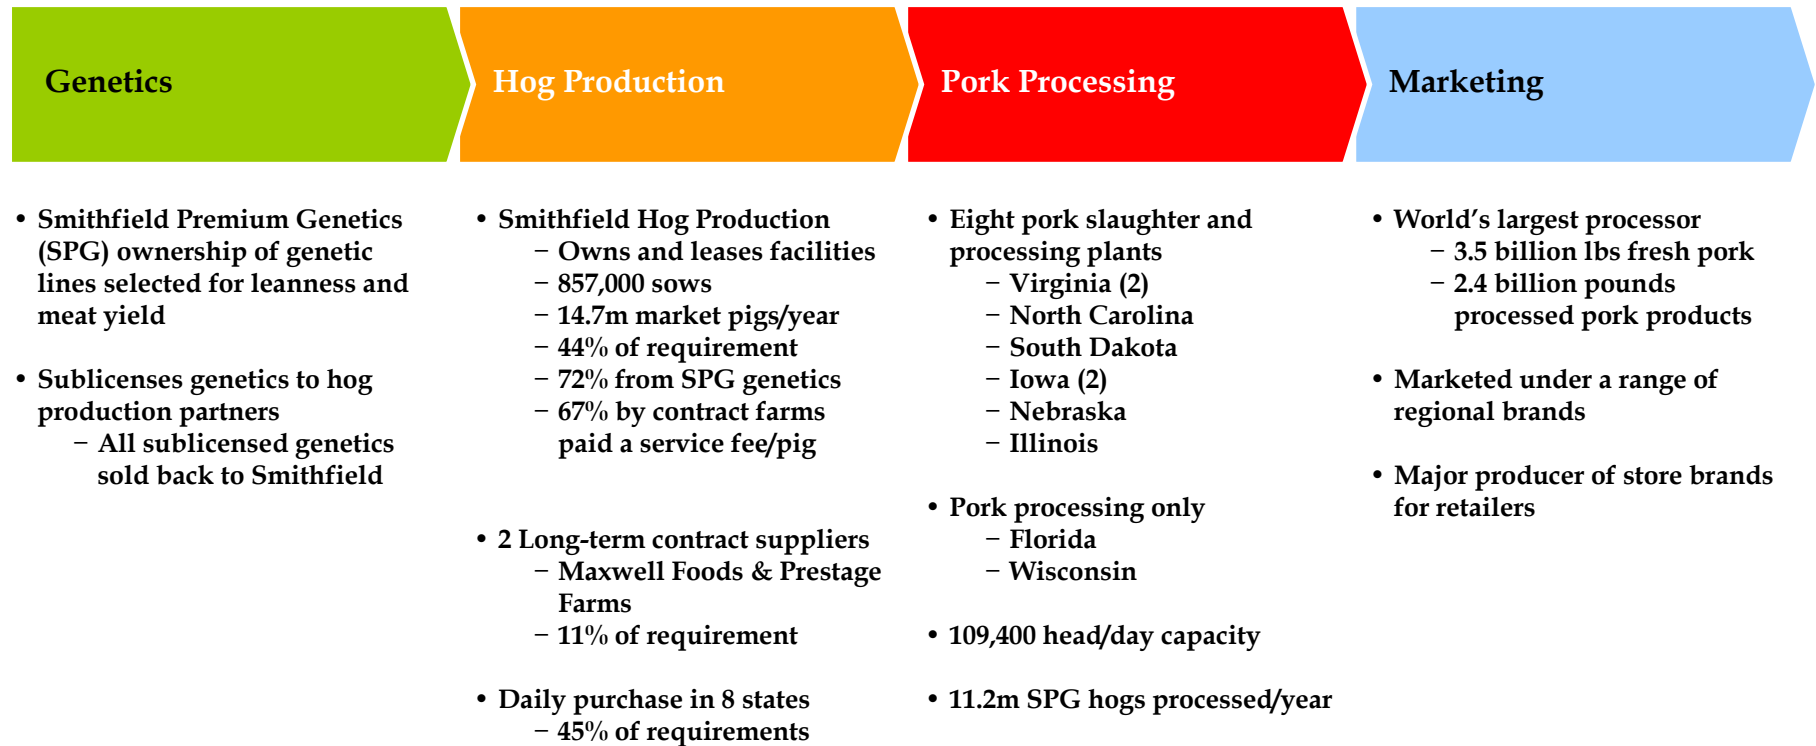 Genetics
Hog Production
Pork Processing
Marketing
• Smithfield Premium Genetics
(SPG) ownership of genetic
lines selected for leanness and
meat yield
• Sublicenses genetics to hog
production partners
− All sublicensed genetics
sold back to Smithfield
• Smithfield Hog Production
− Owns and leases facilities
− 857,000 sows
− 14.7m market pigs/year
− 44% of requirement
− 72% from SPG genetics
− 67% by contract farms
paid a service fee/pig
• 2 Long-term contract suppliers
− Maxwell Foods & Prestage
Farms
− 11% of requirement
• Daily purchase in 8 states
− 45% of requirements
• Eight pork slaughter and
processing plants
− Virginia (2)
− North Carolina
− South Dakota
− Iowa (2)
− Nebraska
− Illinois
• Pork processing only
− Florida
− Wisconsin
• 109,400 head/day capacity
• 11.2m SPG hogs processed/year
• World’s largest processor
− 3.5 billion lbs fresh pork
− 2.4 billion pounds
processed pork products
• Marketed under a range of
regional brands
• Major producer of store brands
for retailers